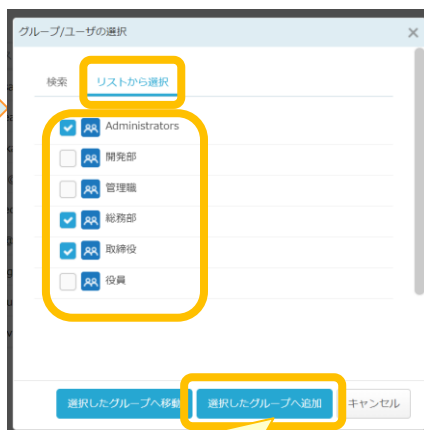 グループ/ユーザの選択
検索 リストから選択
Administrators
開発部
管理職
総務部
取締役
役員
選択したグループへ移動 選択したグループへ追加 キャンセル